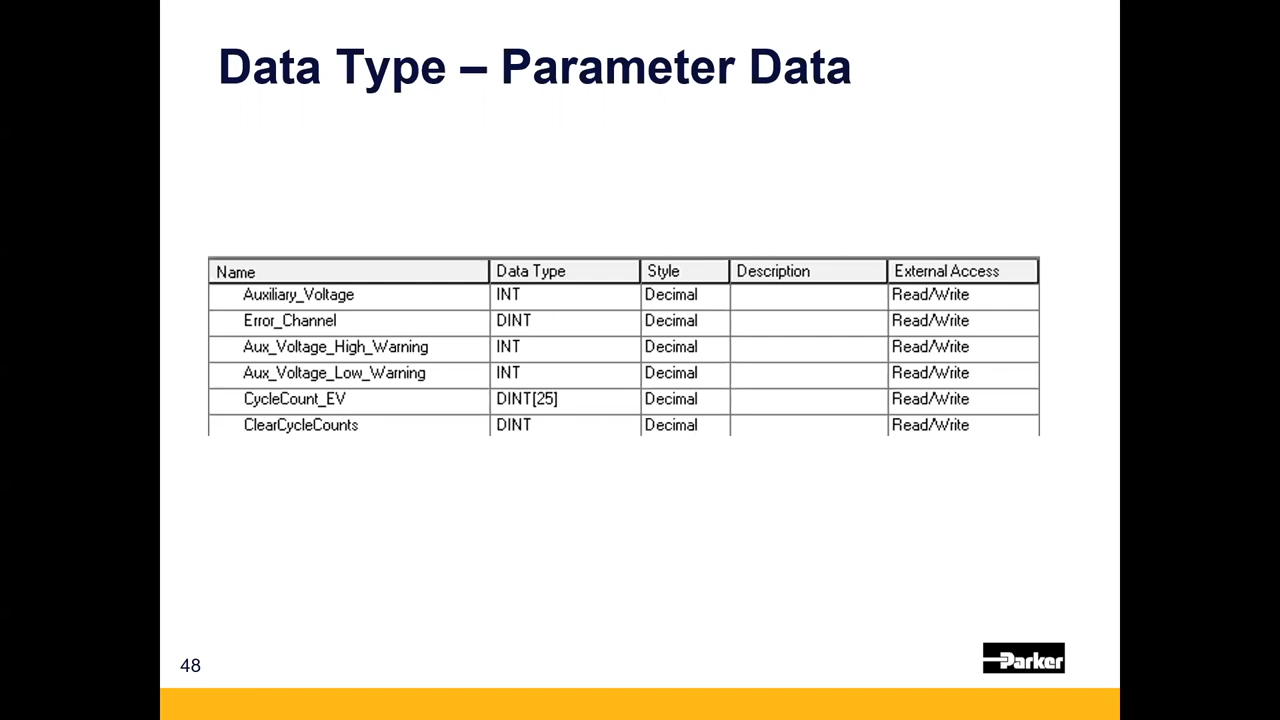 Data Type – Parameter Data
Name Data Type Style Description External Access
Auxiliary_Voltage INT Decimal Read/Write
Error_Channel DINT Decimal Read/Write
Aux_Voltage_High_Warning INT Decimal Read/Write
Aux_Voltage_Low_Warning INT Decimal Read/Write
CycleCount_EV DINT[25] Decimal Read/Write
ClearCycleCounts DINT Decimal Read/Write
48
Parker